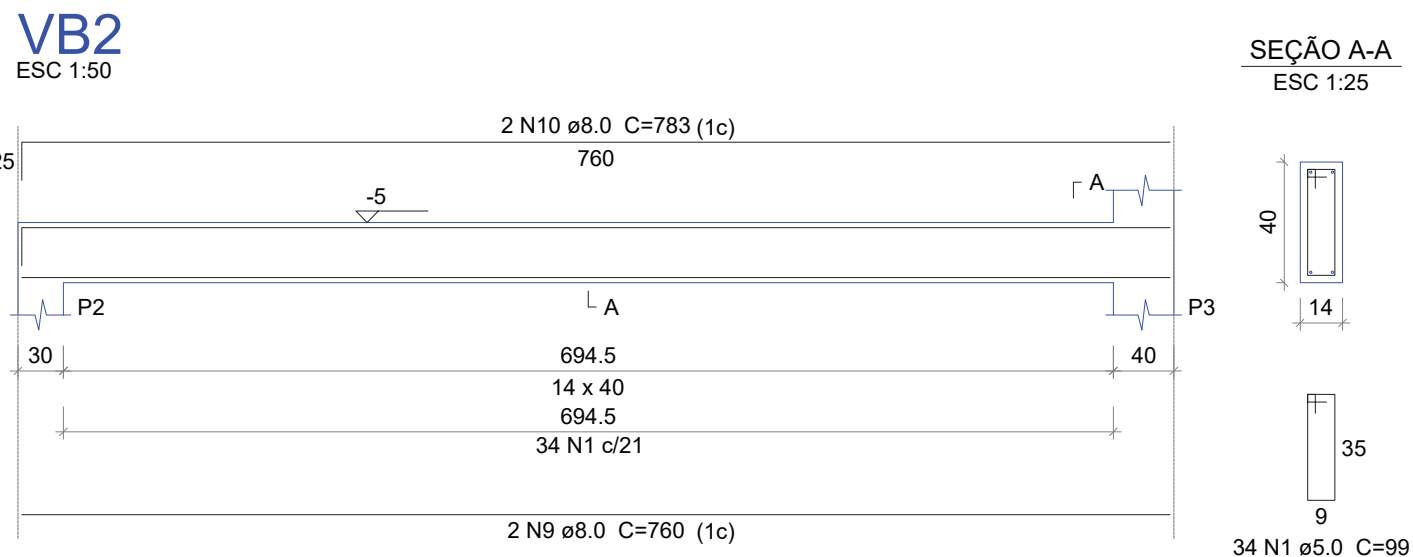 VB2
ESC 1:50
SEÇÃO A-A
ESC 1:25
2 N10 ø8.0 C=783 (1c)
25
760
-5
A
40
P2
A
P3
14
30
694.5
40
14 x 40
694.5
34 N1 c/21
35
2 N9 ø8.0 C=760 (1c)
9
34 N1 ø5.0 C=99